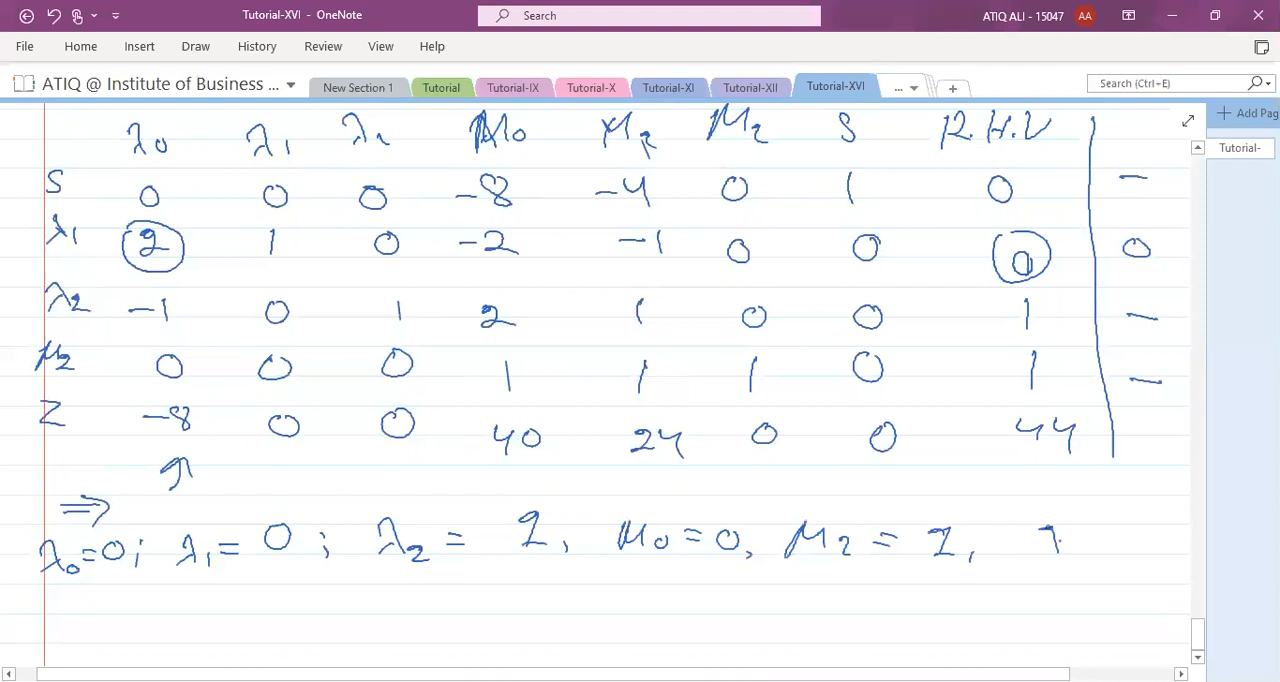 Tutorial-XVI - OneNote
Search
ATIQ ALI - 15047 AA
File Home Insert Draw History Review View Help
ATIQ @ Institute of Business ... New Section 1 Tutorial Tutorial-IX Tutorial-X Tutorial-XI Tutorial-XII Tutorial-XVI ... + Search (Ctrl+E)
+ Add Pag
Tutorial-
λ0 λ1 λ2 M0 M2 M2 S R.H.V
S 0 0 0 -8 -4 0 1 0 -
λ1 2 1 0 -2 -1 0 0 0 0
λ2 -1 0 1 2 1 0 0 1 -
μ2 0 0 0 1 1 1 0 1 -
Z -8 0 0 40 24 0 0 44
↑
⇒
λ0=0; λ1= 0; λ2 = 1, μ0=0, μ2 = 1,